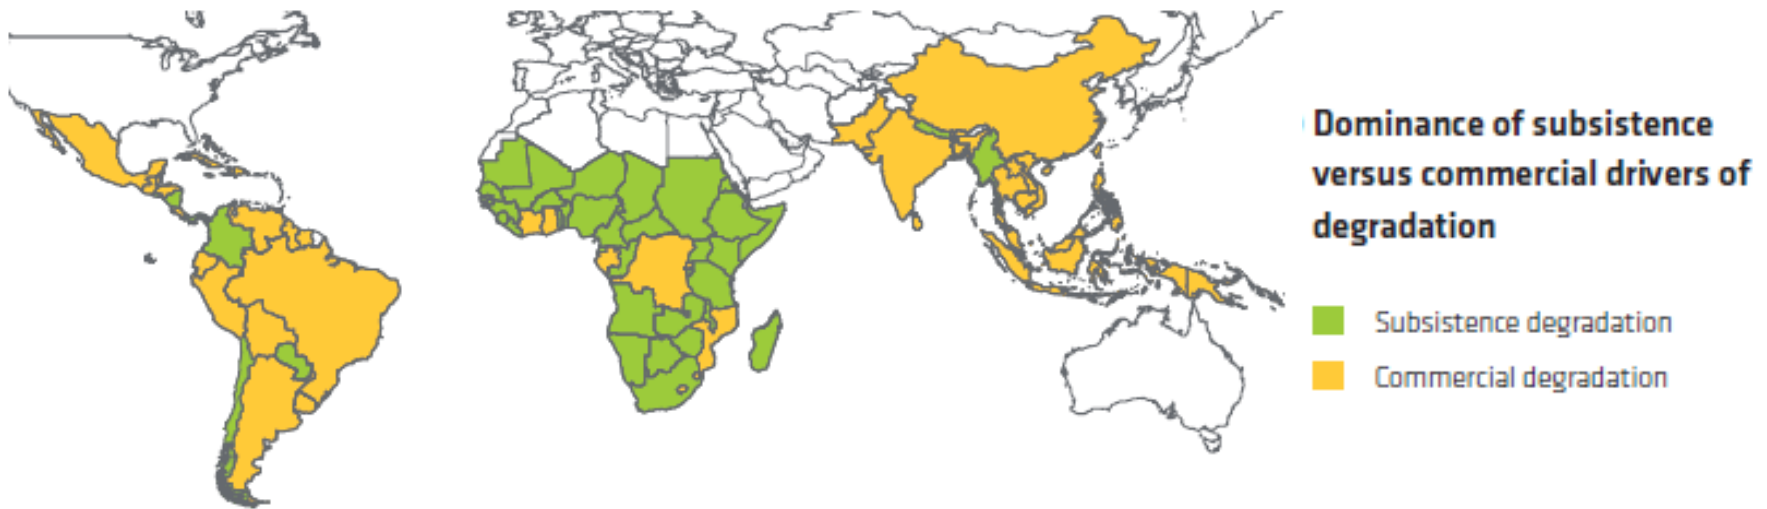 Dominance of subsistence
versus commercial drivers of
degradation
Subsistence degradation
Commercial degradation